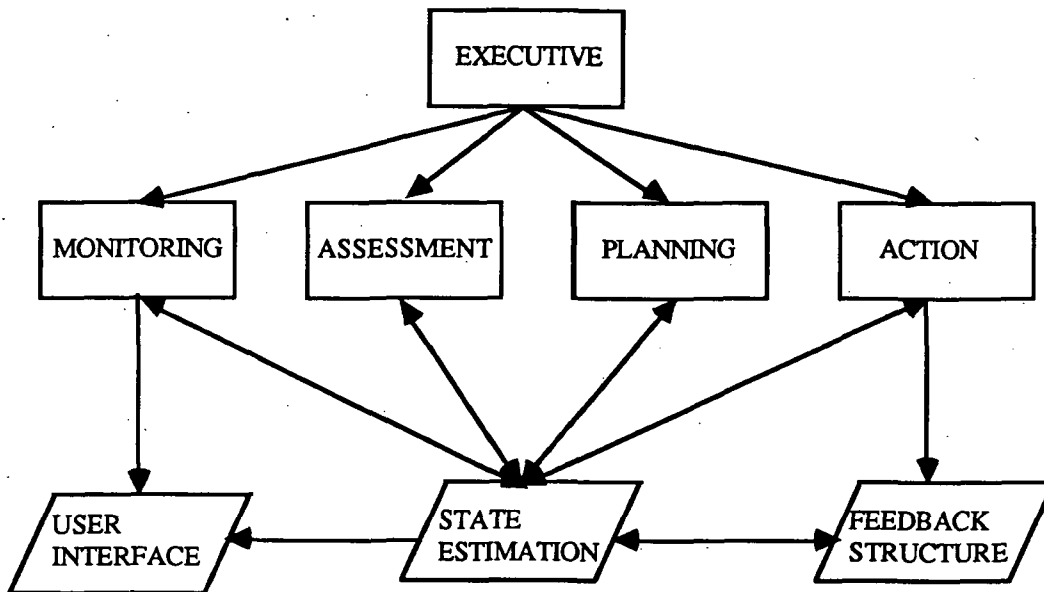 EXECUTIVE
MONITORING
ASSESSMENT
PLANNING
ACTION
USER
INTERFACE
STATE
ESTIMATION
FEEDBACK
STRUCTURE